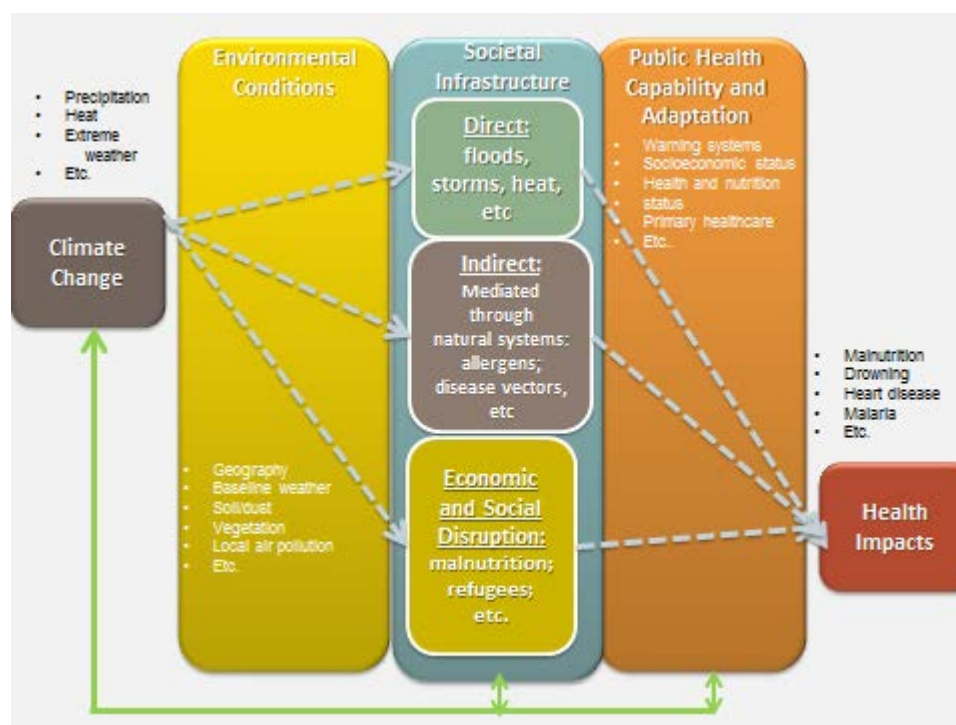 Environmental
Conditions
Societal
Infrastructure
Public Health
Capability and
Adaptation
• Precipitation
• Heat
• Extreme
weather
• Etc.
Climate
Change
Direct:
floods,
storms, heat,
etc
• Warning systems
• Socioeconomic status
• Health and nutrition
• status
• Primary healthcare
• Etc..
Indirect:
Mediated
through
natural systems:
allergens;
disease vectors,
etc
• Malnutrition
• Drowning
• Heart disease
• Malaria
• Etc.
• Geography
• Baseline weather
• Soil/dust
• Vegetation
• Local air pollution
• Etc.
Economic
and Social
Disruption:
malnutrition;
refugees;
etc.
Health
Impacts